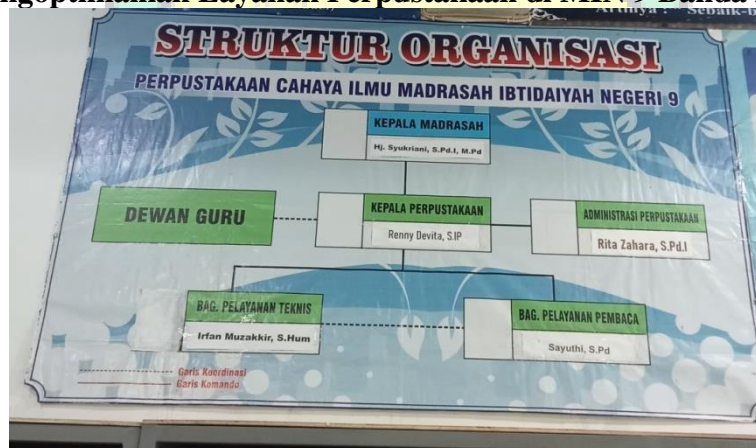 STRUKTUR ORGANISASI
PERPUSTAKAAN CAHAYA ILMU MADRASAH IBTIDAIYAH NEGERI 9
KEPALA MADRASAH
Hj. Syukriani, S.Pd.I, M.Pd
DEWAN GURU
KEPALA PERPUSTAKAAN
Renny Devita, S.IP
ADMINISTRASI PERPUSTAKAAN
Rita Zahara, S.Pd.I
BAG. PELAYANAN TEKNIS
Irfan Muzakkir, S.Hum
BAG. PELAYANAN PEMBACA
Sayuthi, S.Pd
Garis Koordinasi
Garis Komando